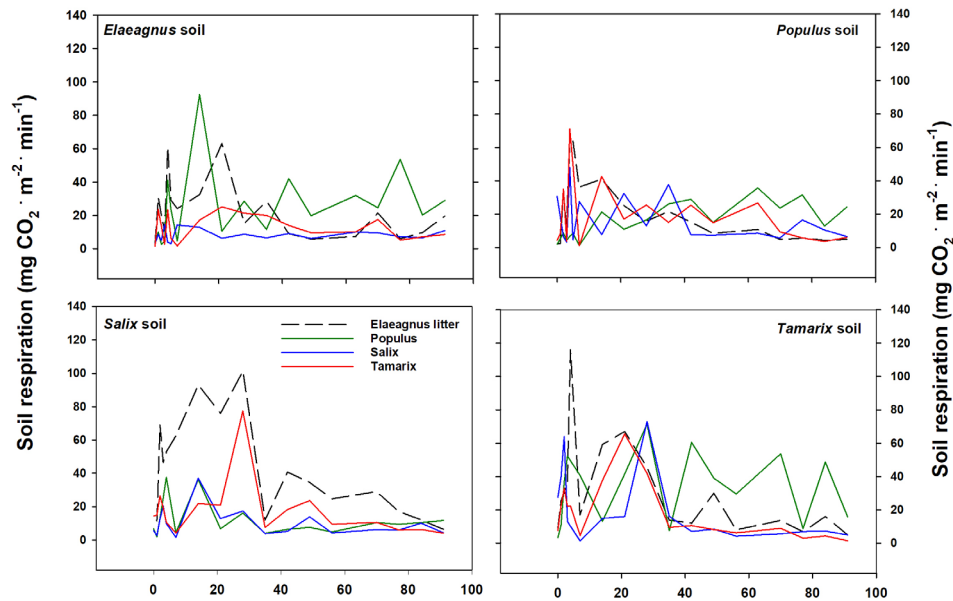 Elaeagnus soil
140
120
100
80
60
40
20
0
Soil respiration (mg CO2 · m-2 · min-1)
Populus soil
140
120
100
80
60
40
20
0
Soil respiration (mg CO2 · m-2 · min-1)
Salix soil
140
120
100
80
60
40
20
0
Elaeagnus litter
Populus
Salix
Tamarix
0 20 40 60 80 100
Tamarix soil
140
120
100
80
60
40
20
0
0 20 40 60 80 100